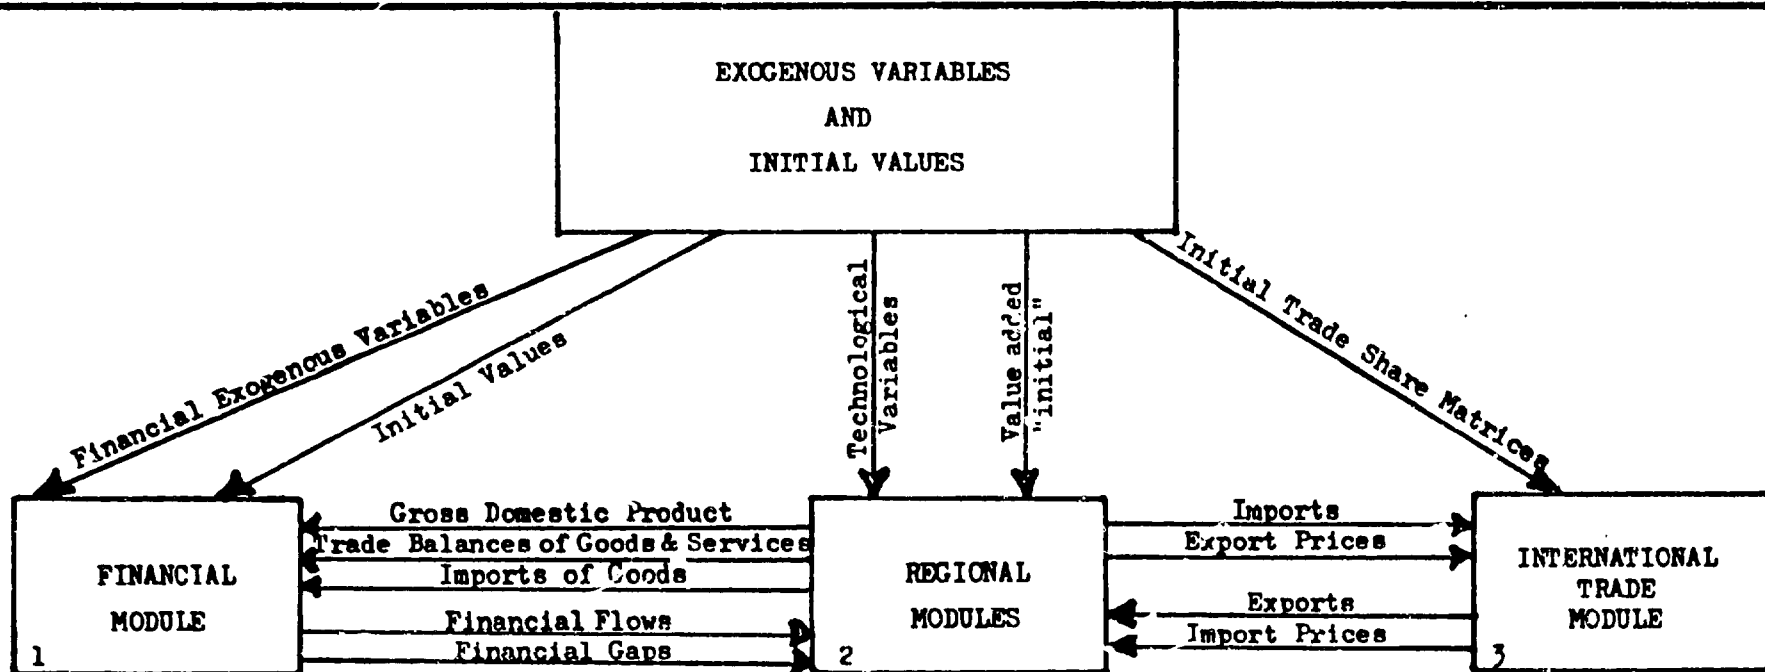 EXOGENOUS VARIABLES
AND
INITIAL VALUES
Financial Exogenous Variables
Initial Values
Technological
Variables
Value added
"initial"
Initial Trade Share Matrices
Gross Domestic Product
Trade Balances of Goods & Services
Imports of Goods
Financial Flows
Financial Gaps
Imports
Export Prices
Exports
Import Prices
FINANCIAL
MODULE
1
REGIONAL
MODULES
2
INTERNATIONAL
TRADE
MODULE
3